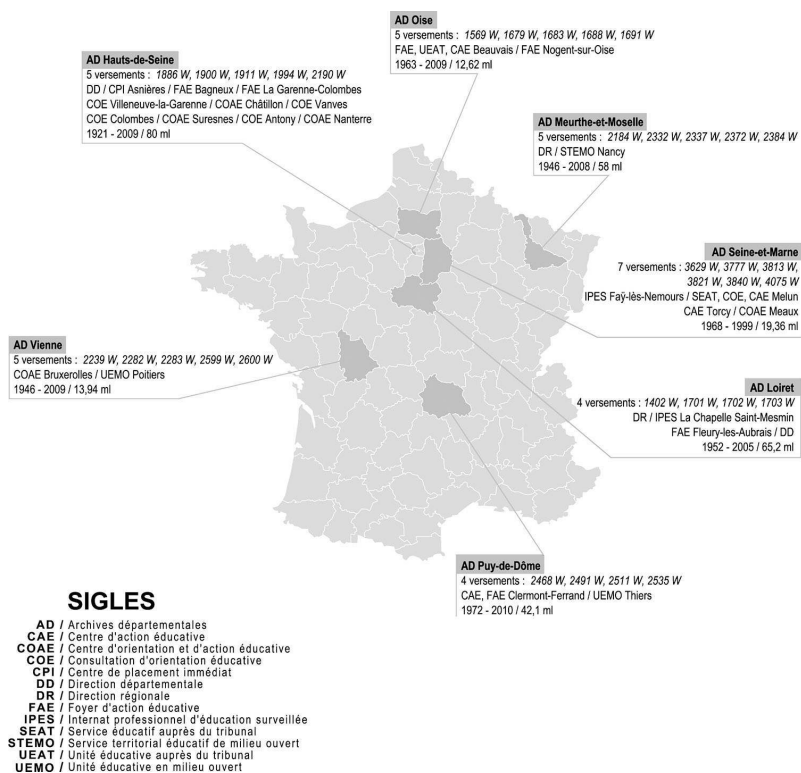 AD Oise
5 versements : 1569 W, 1679 W, 1683 W, 1688 W, 1691 W
FAE, UEAT, CAE Beauvais / FAE Nogent-sur-Oise
1963 - 2009 / 12,62 ml
AD Hauts-de-Seine
5 versements : 1886 W, 1900 W, 1911 W, 1994 W, 2190 W
DD / CPI Asnières / FAE Bagneux / FAE La Garenne-Colombes
COE Villeneuve-la-Garenne / COAE Châtillon / COE Vanves
COE Colombes / COAE Suresnes / COE Antony / COAE Nanterre
1921 - 2009 / 80 ml
AD Meurthe-et-Moselle
5 versements : 2184 W, 2332 W, 2337 W, 2372 W, 2384 W
DR / STEMO Nancy
1946 - 2008 / 58 ml
AD Seine-et-Marne
7 versements : 3629 W, 3777 W, 3813 W,
3821 W, 3840 W, 4075 W
IPES Faÿ-lès-Nemours / SEAT, COE, CAE Melun
CAE Torcy / COAE Meaux
1968 - 1999 / 19,36 ml
AD Vienne
5 versements : 2239 W, 2282 W, 2283 W, 2599 W, 2600 W
COAE Bruxerolles / UEMO Poitiers
1946 - 2009 / 13,94 ml
AD Loiret
4 versements : 1402 W, 1701 W, 1702 W, 1703 W
DR / IPES La Chapelle Saint-Mesmin
FAE Fleury-les-Aubrais / DD
1952 - 2005 / 65,2 ml
AD Puy-de-Dôme
4 versements : 2468 W, 2491 W, 2511 W, 2535 W
CAE, FAE Clermont-Ferrand / UEMO Thiers
1972 - 2010 / 42,1 ml
SIGLES
AD / Archives départementales
CAE / Centre d'action éducative
COAE / Centre d'orientation et d'action éducative
COE / Consultation d'orientation éducative
CPI / Centre de placement immédiat
DD / Direction départementale
DR / Direction régionale
FAE / Foyer d'action éducative
IPES / Internat professionnel d'éducation surveillée
SEAT / Service éducatif auprès du tribunal
STEMO / Service territorial éducatif de milieu ouvert
UEAT / Unité éducative auprès du tribunal
UEMO / Unité éducative en milieu ouvert